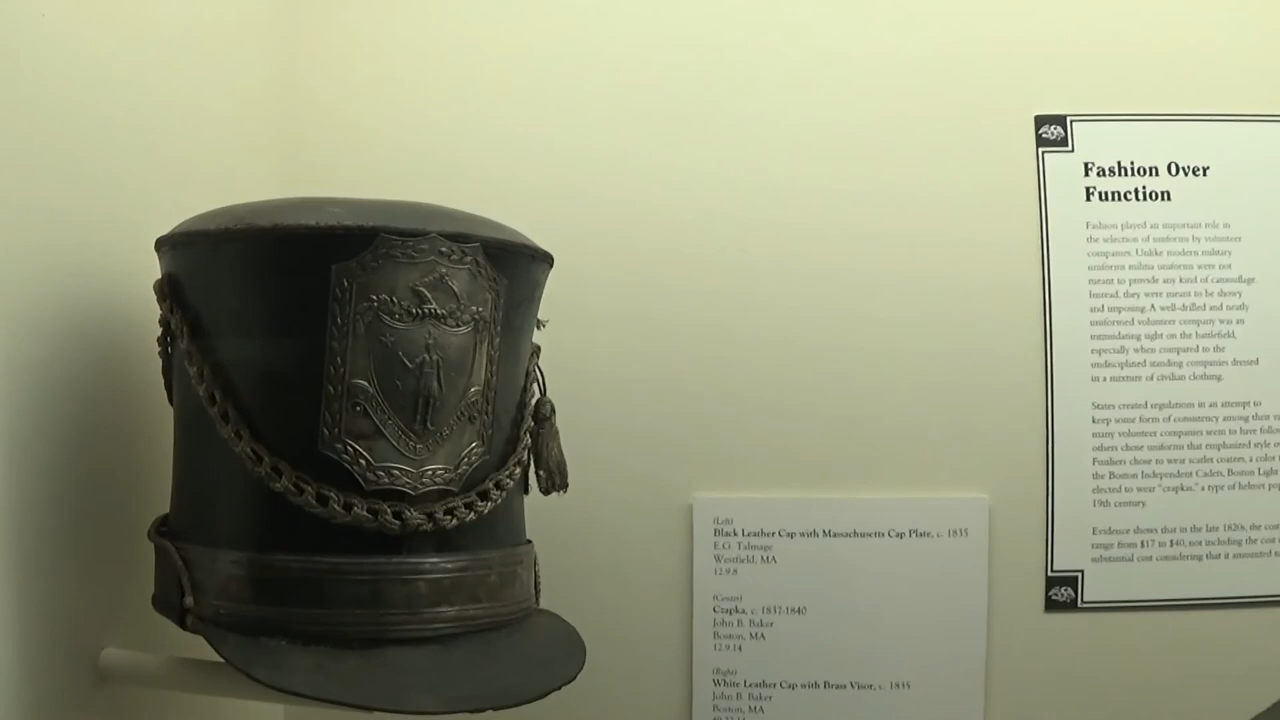 (Left)
Black Leather Cap with Massachusetts Cap Plate, c. 1835
E.G. Talmage
Westfield, MA
12.9.8
(Center)
Czapka, c. 1837-1840
John B. Baker
Boston, MA
12.9.14
(Right)
White Leather Cap with Brass Visor, c. 1835
John B. Baker
Boston, MA
Fashion Over
Function
Fashion played an important role in
the selection of uniforms by volunteer
companies. Unlike modern military
uniforms militia uniforms were not
meant to provide any kind of camouflage.
Instead, they were meant to be showy
and imposing. A well-drilled and neatly
uniformed volunteer company was an
intimidating sight on the battlefield,
especially when compared to the
undisciplined standing companies dressed
in a mixture of civilian clothing.
States created regulations in an attempt to
keep some form of consistency among their
many volunteer companies seem to have
others chose uniforms that emphasized style
Fusiliers chose to wear scarlet coatees, a color
the Boston Independent Cadets, Boston Light
elected to wear "czapkas," a type of helmet
19th century.
Evidence shows that in the late 1820s, the
range from $17 to $40, not including the cost
substantial cost considering that it amounted